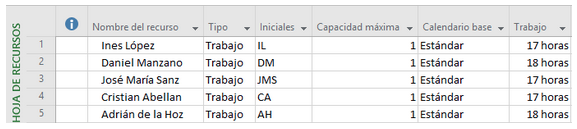 HOJA DE RECURSOS
Nombre del recurso Tipo Iniciales Capacidad máxima Calendario base Trabajo
1 Ines López Trabajo IL 1 Estándar 17 horas
2 Daniel Manzano Trabajo DM 1 Estándar 18 horas
3 José María Sanz Trabajo JMS 1 Estándar 17 horas
4 Cristian Abellan Trabajo CA 1 Estándar 17 horas
5 Adrián de la Hoz Trabajo AH 1 Estándar 18 horas